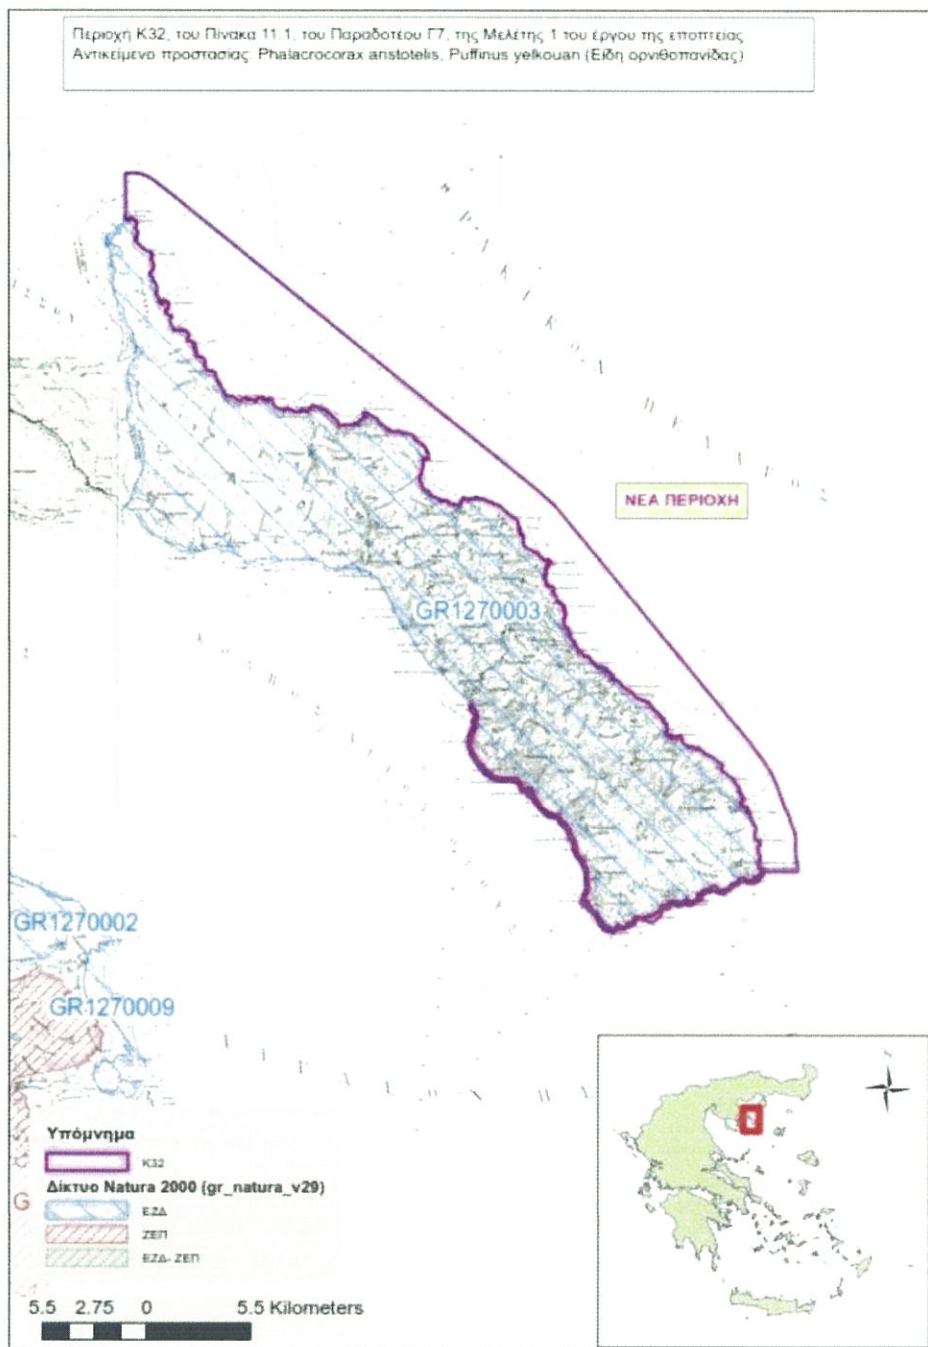 Περιοχή Κ32, του Πίνακα 11.1, του Παραδοτέου Γ7, της Μελέτης 1 του έργου της εποπτείας
Αντικείμενο προστασίας: Phalacrocorax aristotelis, Puffinus yelkouan (Είδη ορνιθοπανίδας)
ΝΕΑ ΠΕΡΙΟΧΗ
GR1270003
GR1270002
GR1270009
Υπόμνημα
Κ32
Δίκτυο Natura 2000 (gr_natura_v29)
G
ΕΖΔ
ΖΕΠ
ΕΖΔ-ΖΕΠ
5.5 2.75 0 5.5 Kilometers